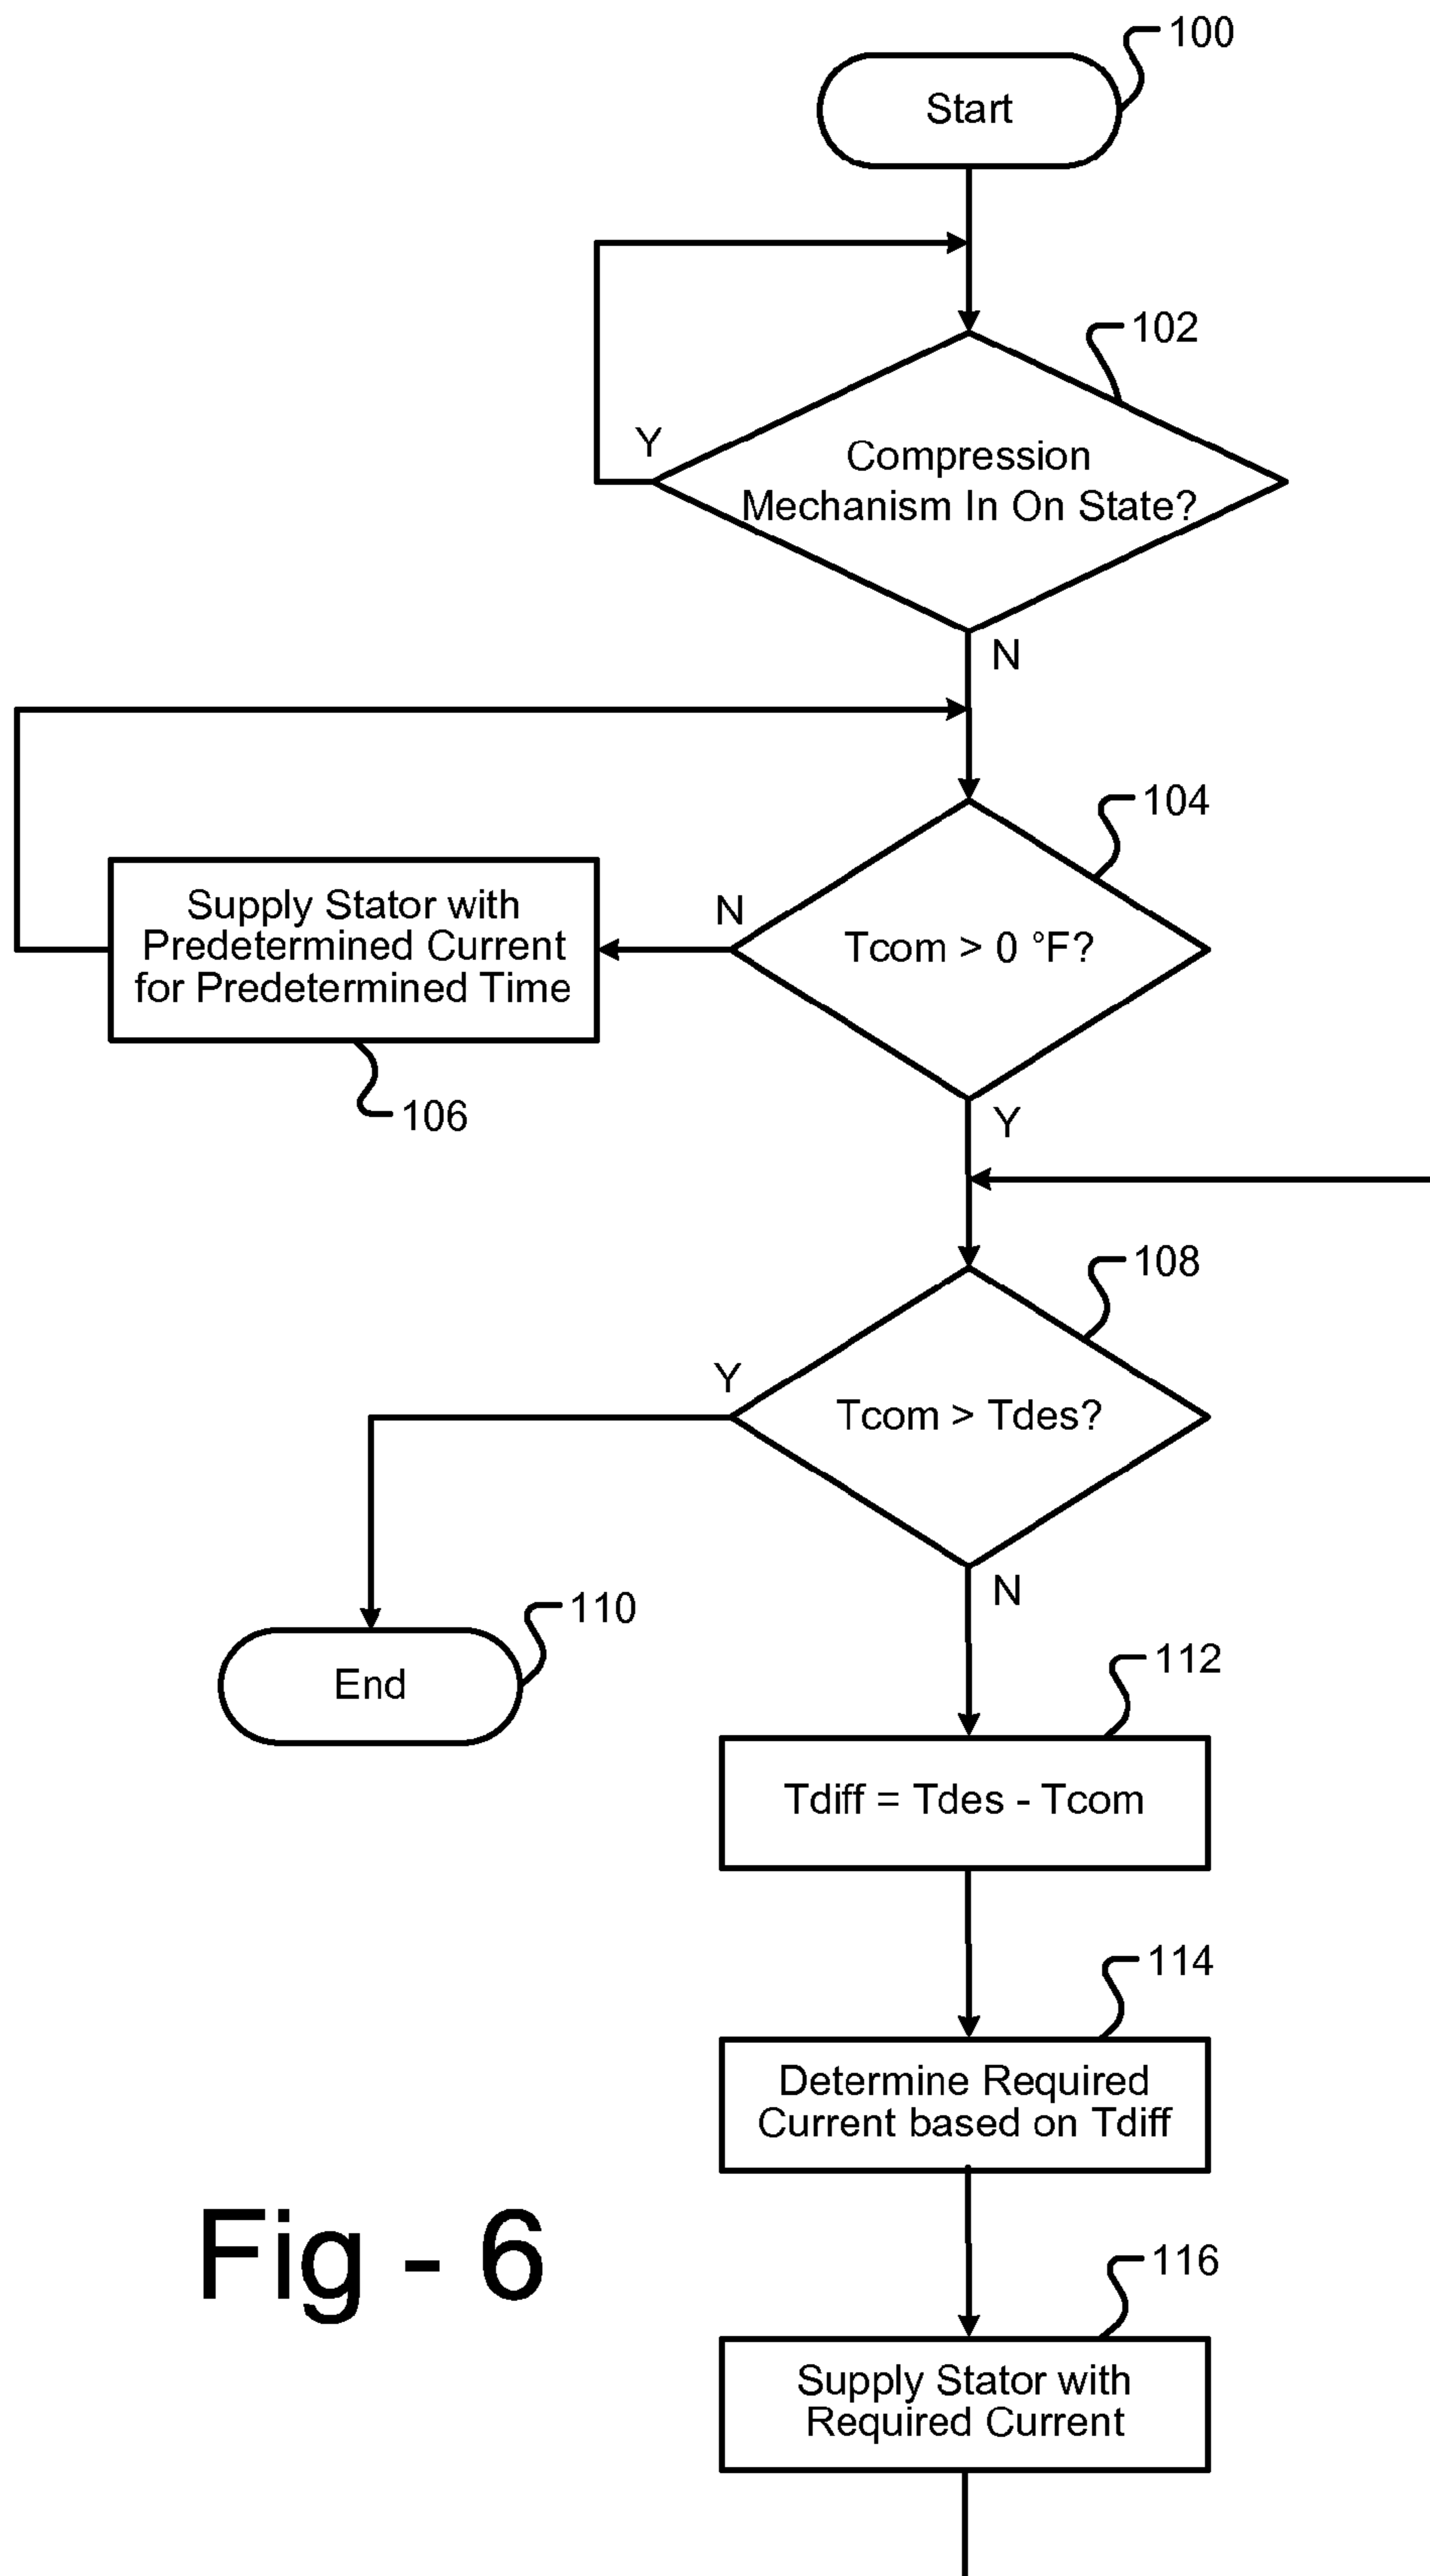 100
Start
102
Y
Compression
Mechanism In On State?
N
104
Supply Stator with
Predetermined Current
for Predetermined Time
N
Tcom > 0 °F?
106
Y
108
Y
Tcom > Tdes?
N
110
End
112
Tdiff = Tdes - Tcom
114
Determine Required
Current based on Tdiff
Fig - 6
116
Supply Stator with
Required Current